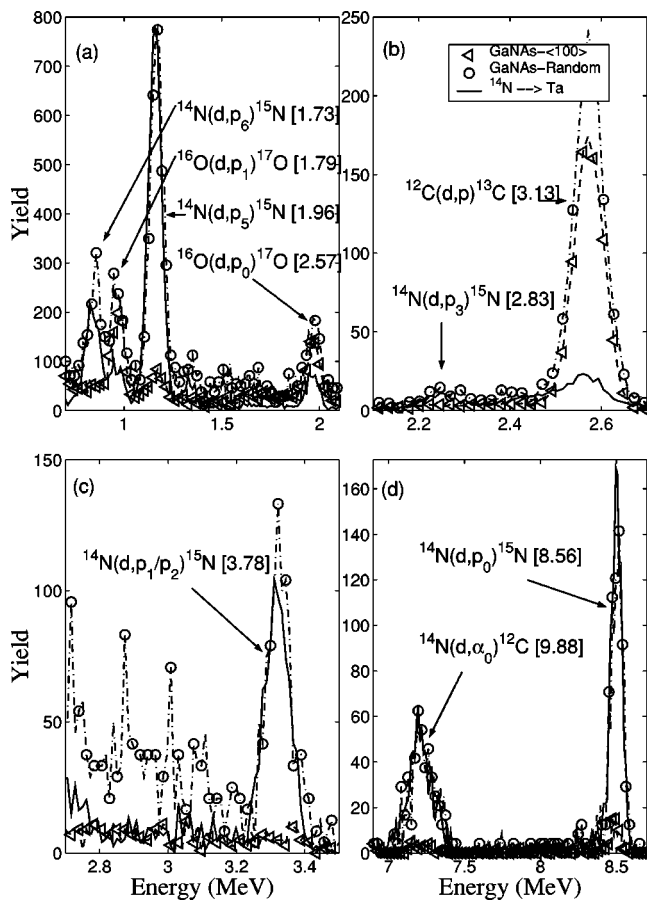 (a)
¹⁴N(d,p₆)¹⁵N [1.73]
¹⁶O(d,p₁)¹⁷O [1.79]
¹⁴N(d,p₅)¹⁵N [1.96]
¹⁶O(d,p₀)¹⁷O [2.57]
Yield
800
700
600
500
400
300
200
100
0
1
1.5
2
(b)
GaNAs-<100>
GaNAs-Random
¹⁴N --> Ta
¹²C(d,p)¹³C [3.13]
¹⁴N(d,p₃)¹⁵N [2.83]
250
200
150
100
50
0
2.2
2.4
2.6
(c)
¹⁴N(d,p₁/p₂)¹⁵N [3.78]
Yield
150
100
50
0
2.8
3
3.2
3.4
Energy (MeV)
(d)
¹⁴N(d,p₀)¹⁵N [8.56]
¹⁴N(d,α₀)¹²C [9.88]
160
140
120
100
80
60
40
20
0
7
7.5
8
8.5
Energy (MeV)